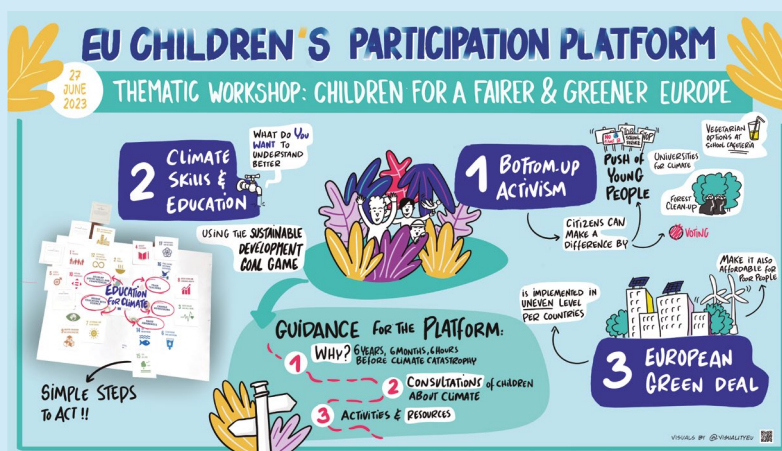 EU CHILDREN'S PARTICIPATION PLATFORM
27
JUNE
2023
THEMATIC WORKSHOP: CHILDREN FOR A FAIRER & GREENER EUROPE
2
CLIMATE
SKILLS &
EDUCATION
WHAT DO YOU
WANT TO
UNDERSTAND
BETTER
USING THE SUSTAINABLE
DEVELOPMENT
GOAL GAME
EDUCATION
FOR CLIMATE
SIMPLE STEPS
TO ACT !!
1
BOTTOM-UP
ACTIVISM
PUSH OF
YOUNG
PEOPLE
UNIVERSITIES
FOR CLIMATE
VEGETARIAN
OPTIONS AT
SCHOOL CAFETERIA
FOREST
CLEAN-UP
CITIZENS CAN
MAKE A
DIFFERENCE BY
VOTING
GUIDANCE FOR THE PLATFORM:
1 WHY? 6 YEARS, 6 MONTHS, 6 HOURS
BEFORE CLIMATE CATASTROPHY
2 CONSULTATIONS OF CHILDREN
ABOUT CLIMATE
3 ACTIVITIES & RESOURCES
IS IMPLEMENTED IN
UNEVEN LEVEL
PER COUNTRIES
MAKE IT ALSO
AFFORDABLE FOR
POOR PEOPLE
3
EUROPEAN
GREEN DEAL
VISUALS BY @VISUALITYEU